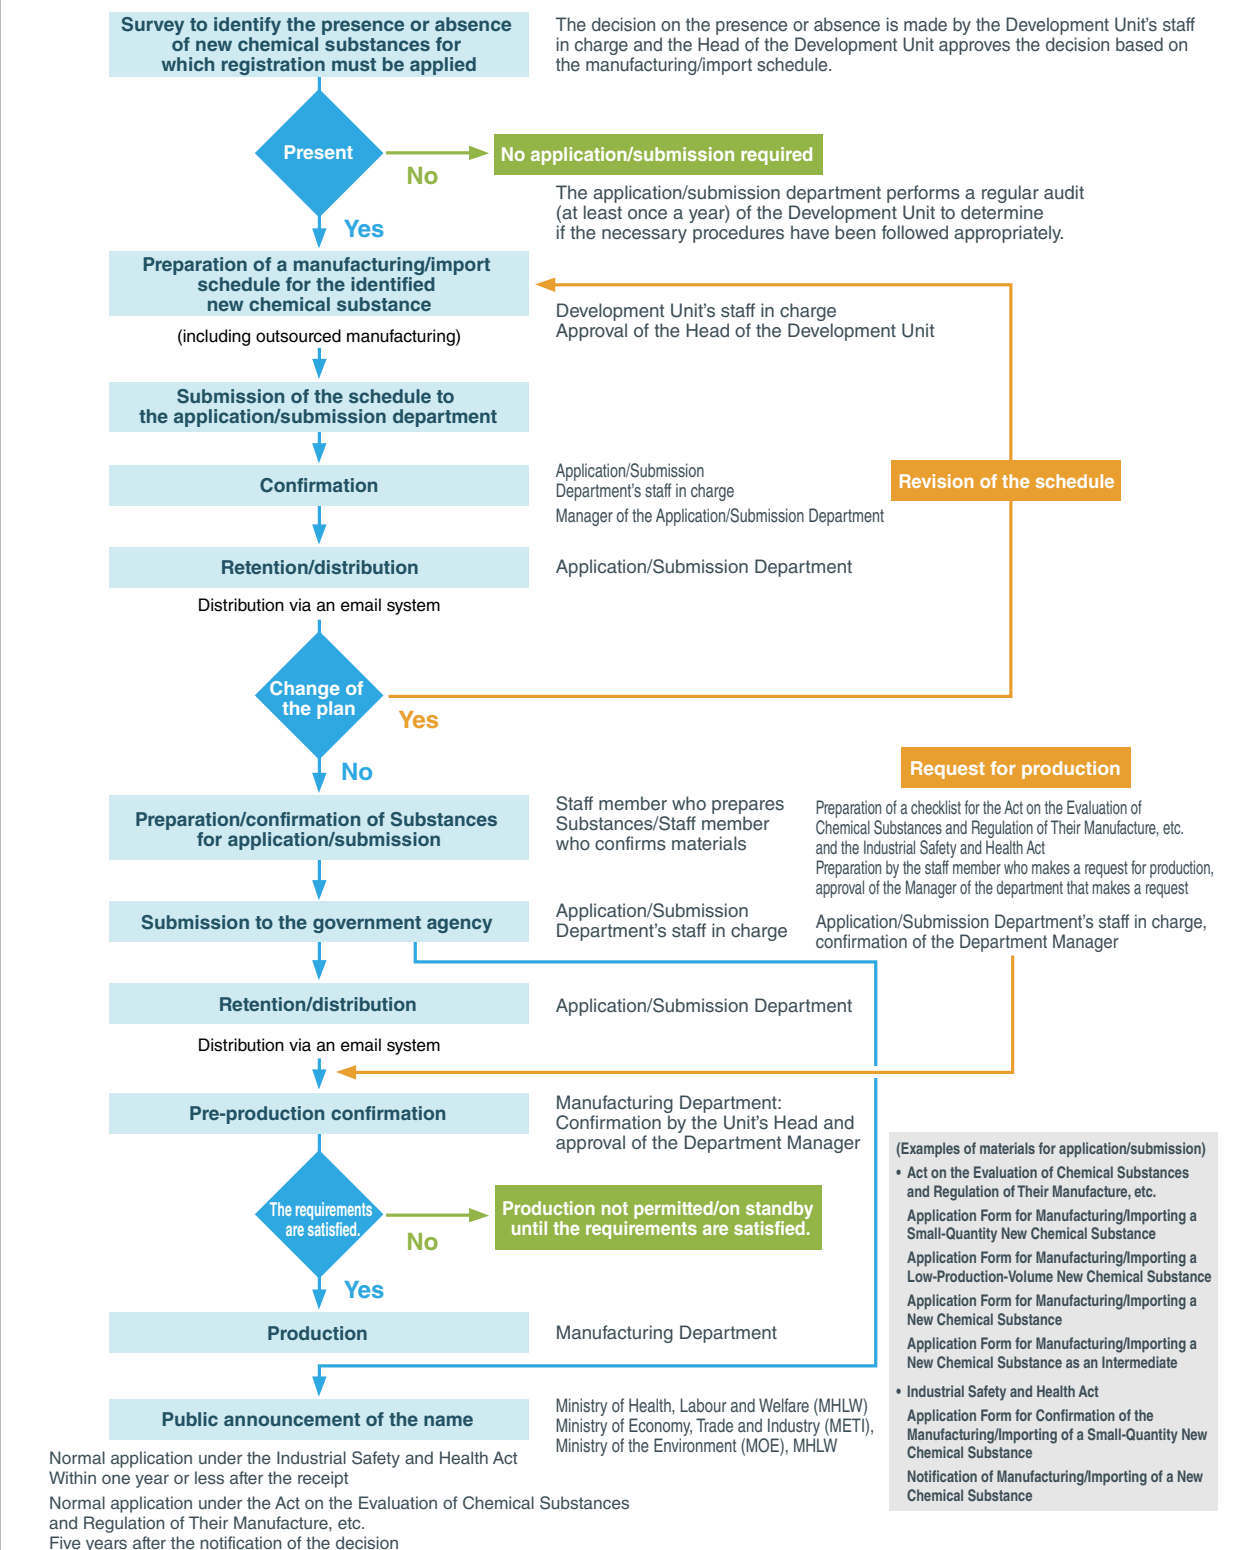 Survey to identify the presence or absence
of new chemical substances for
which registration must be applied
The decision on the presence or absence is made by the Development Unit's staff
in charge and the Head of the Development Unit approves the decision based on
the manufacturing/import schedule.
Present
No
No application/submission required
The application/submission department performs a regular audit
(at least once a year) of the Development Unit to determine
if the necessary procedures have been followed appropriately.
Yes
Preparation of a manufacturing/import
schedule for the identified
new chemical substance
(including outsourced manufacturing)
Development Unit's staff in charge
Approval of the Head of the Development Unit
Submission of the schedule to
the application/submission department
Confirmation
Application/Submission
Department's staff in charge
Manager of the Application/Submission Department
Revision of the schedule
Retention/distribution
Application/Submission Department
Distribution via an email system
Change of
the plan
Yes
No
Request for production
Preparation of a checklist for the Act on the Evaluation of
Chemical Substances and Regulation of Their Manufacture, etc.
and the Industrial Safety and Health Act
Preparation by the staff member who makes a request for production,
approval of the Manager of the department that makes a request
Application/Submission Department's staff in charge,
confirmation of the Department Manager
Preparation/confirmation of Substances
for application/submission
Staff member who prepares
Substances/Staff member
who confirms materials
Submission to the government agency
Application/Submission
Department's staff in charge
Retention/distribution
Application/Submission Department
Distribution via an email system
Pre-production confirmation
Manufacturing Department:
Confirmation by the Unit's Head and
approval of the Department Manager
The requirements
are satisfied.
No
Production not permitted/on standby
until the requirements are satisfied.
Yes
Production
Manufacturing Department
Public announcement of the name
Ministry of Health, Labour and Welfare (MHLW)
Ministry of Economy, Trade and Industry (METI),
Ministry of the Environment (MOE), MHLW
Normal application under the Industrial Safety and Health Act
Within one year or less after the receipt
Normal application under the Act on the Evaluation of Chemical Substances
and Regulation of Their Manufacture, etc.
Five years after the notification of the decision
(Examples of materials for application/submission)
• Act on the Evaluation of Chemical Substances
and Regulation of Their Manufacture, etc.
Application Form for Manufacturing/Importing a
Small-Quantity New Chemical Substance
Application Form for Manufacturing/Importing a
Low-Production-Volume New Chemical Substance
Application Form for Manufacturing/Importing a
New Chemical Substance
Application Form for Manufacturing/Importing a
New Chemical Substance as an Intermediate
• Industrial Safety and Health Act
Application Form for Confirmation of the
Manufacturing/Importing of a Small-Quantity New
Chemical Substance
Notification of Manufacturing/Importing of a New
Chemical Substance